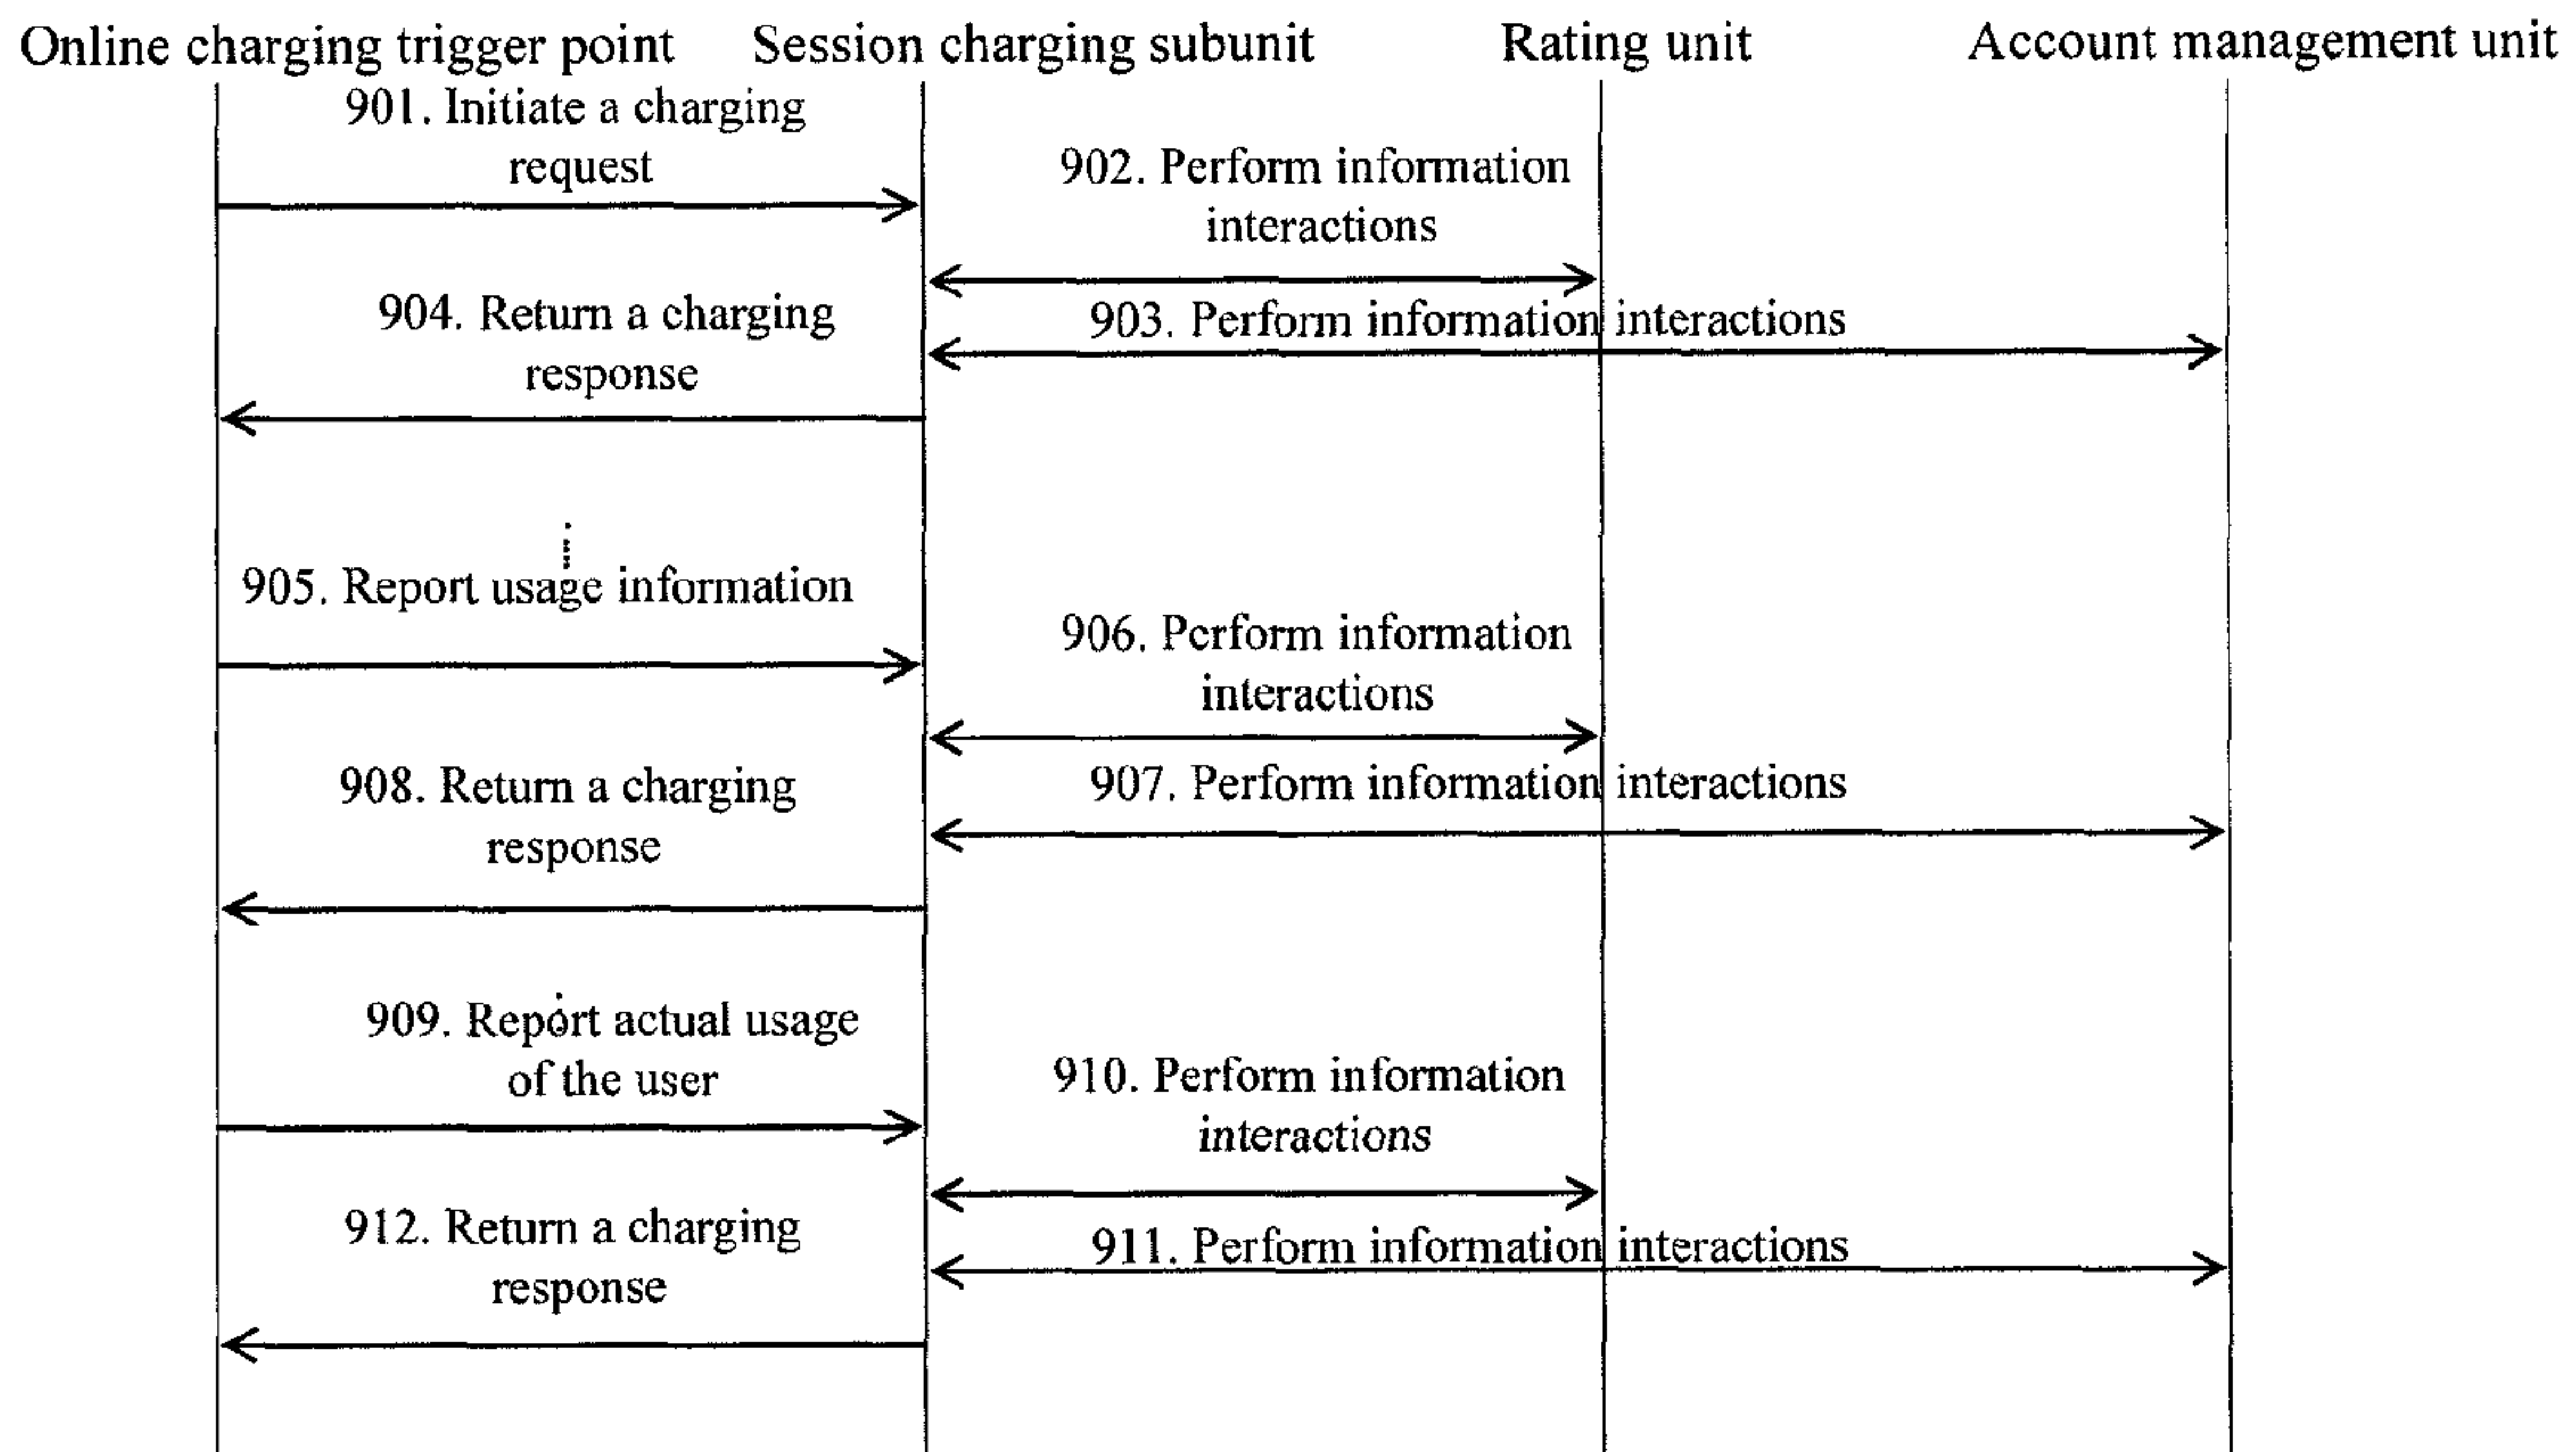 Online charging trigger point
Session charging subunit
Rating unit
Account management unit
901. Initiate a charging
request
902. Perform information
interactions
903. Perform information interactions
904. Return a charging
response
905. Report usage information
906. Perform information
interactions
907. Perform information interactions
908. Return a charging
response
909. Report actual usage
of the user
910. Perform information
interactions
911. Perform information interactions
912. Return a charging
response